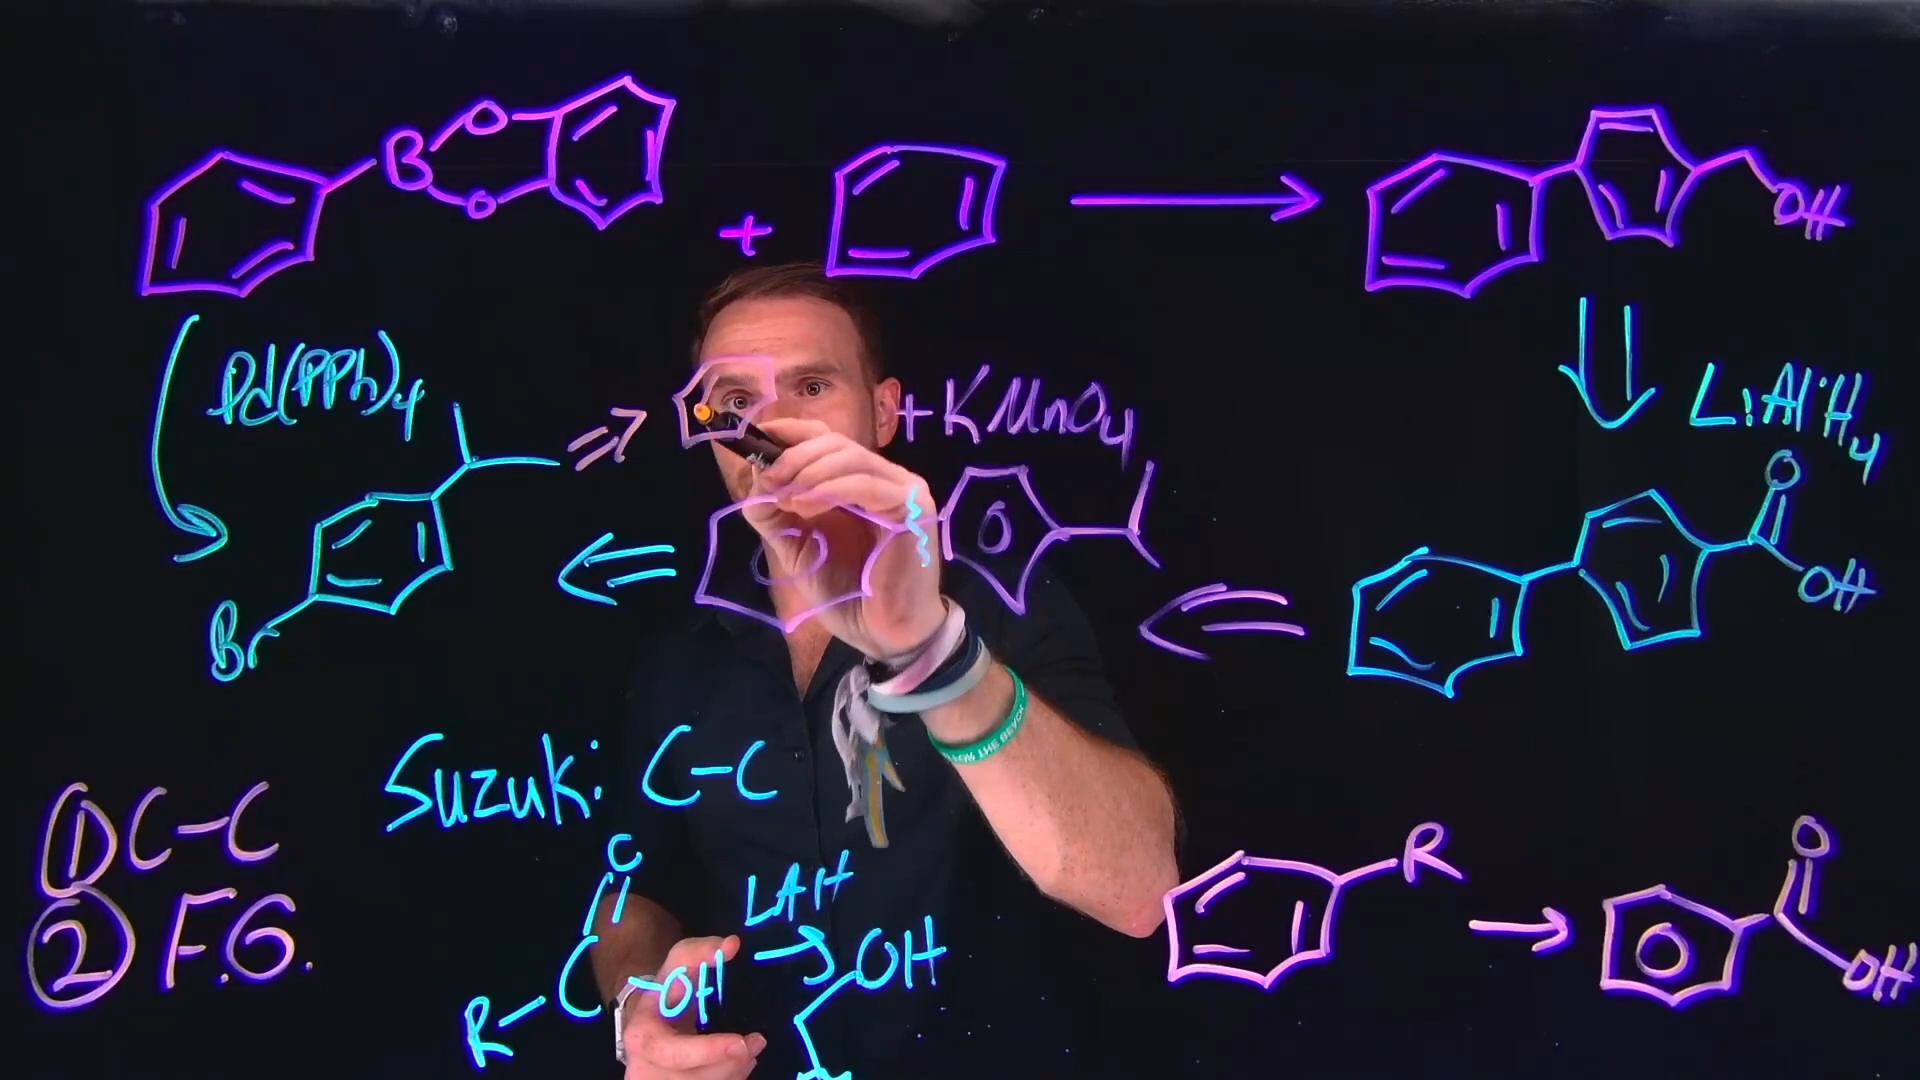 B
O
O
+
OH
Pd(PPh)4
+ KMnO4
LiAlH4
O
OH
Br
Suzuki C-C
① C-C
② F.G.
R-C
OH
LAH
OH
R
O
OH